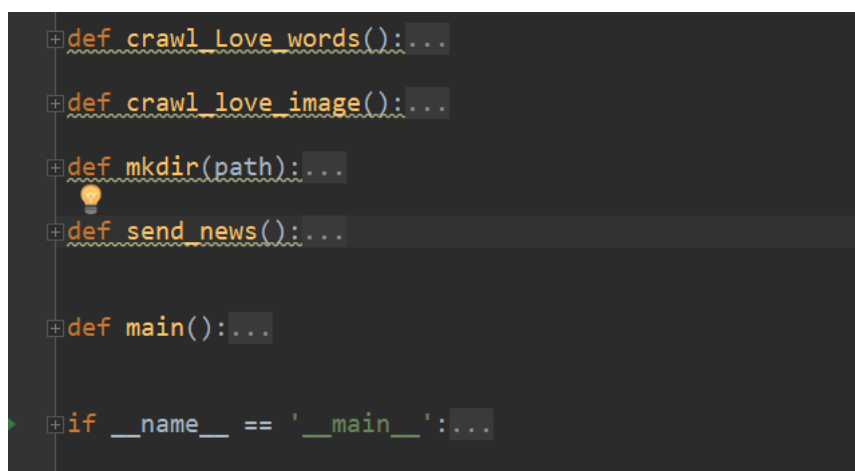 def crawl_Love_words():...
def crawl_love_image():...
def mkdir(path):...
def send_news():...
def main():...
if __name__ == '__main__':...